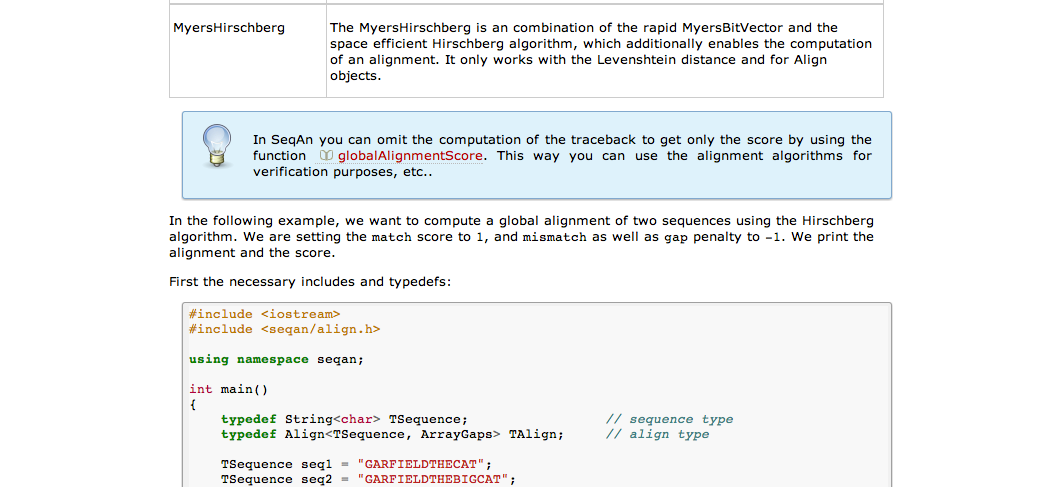 MyersHirschberg
The MyersHirschberg is an combination of the rapid MyersBitVector and the
space efficient Hirschberg algorithm, which additionally enables the computation
of an alignment. It only works with the Levenshtein distance and for Align
objects.
In SeqAn you can omit the computation of the traceback to get only the score by using the
function globalAlignmentScore. This way you can use the alignment algorithms for
verification purposes, etc..
In the following example, we want to compute a global alignment of two sequences using the Hirschberg
algorithm. We are setting the match score to 1, and mismatch as well as gap penalty to -1. We print the
alignment and the score.
First the necessary includes and typedefs:
#include <iostream>
#include <seqan/align.h>
using namespace seqan;
int main()
{
typedef String<char> TSequence; // sequence type
typedef Align<TSequence, ArrayGaps> TAlign; // align type
TSequence seq1 = "GARFIELDTHECAT";
TSequence seq2 = "GARFIELDTHEBIGCAT";